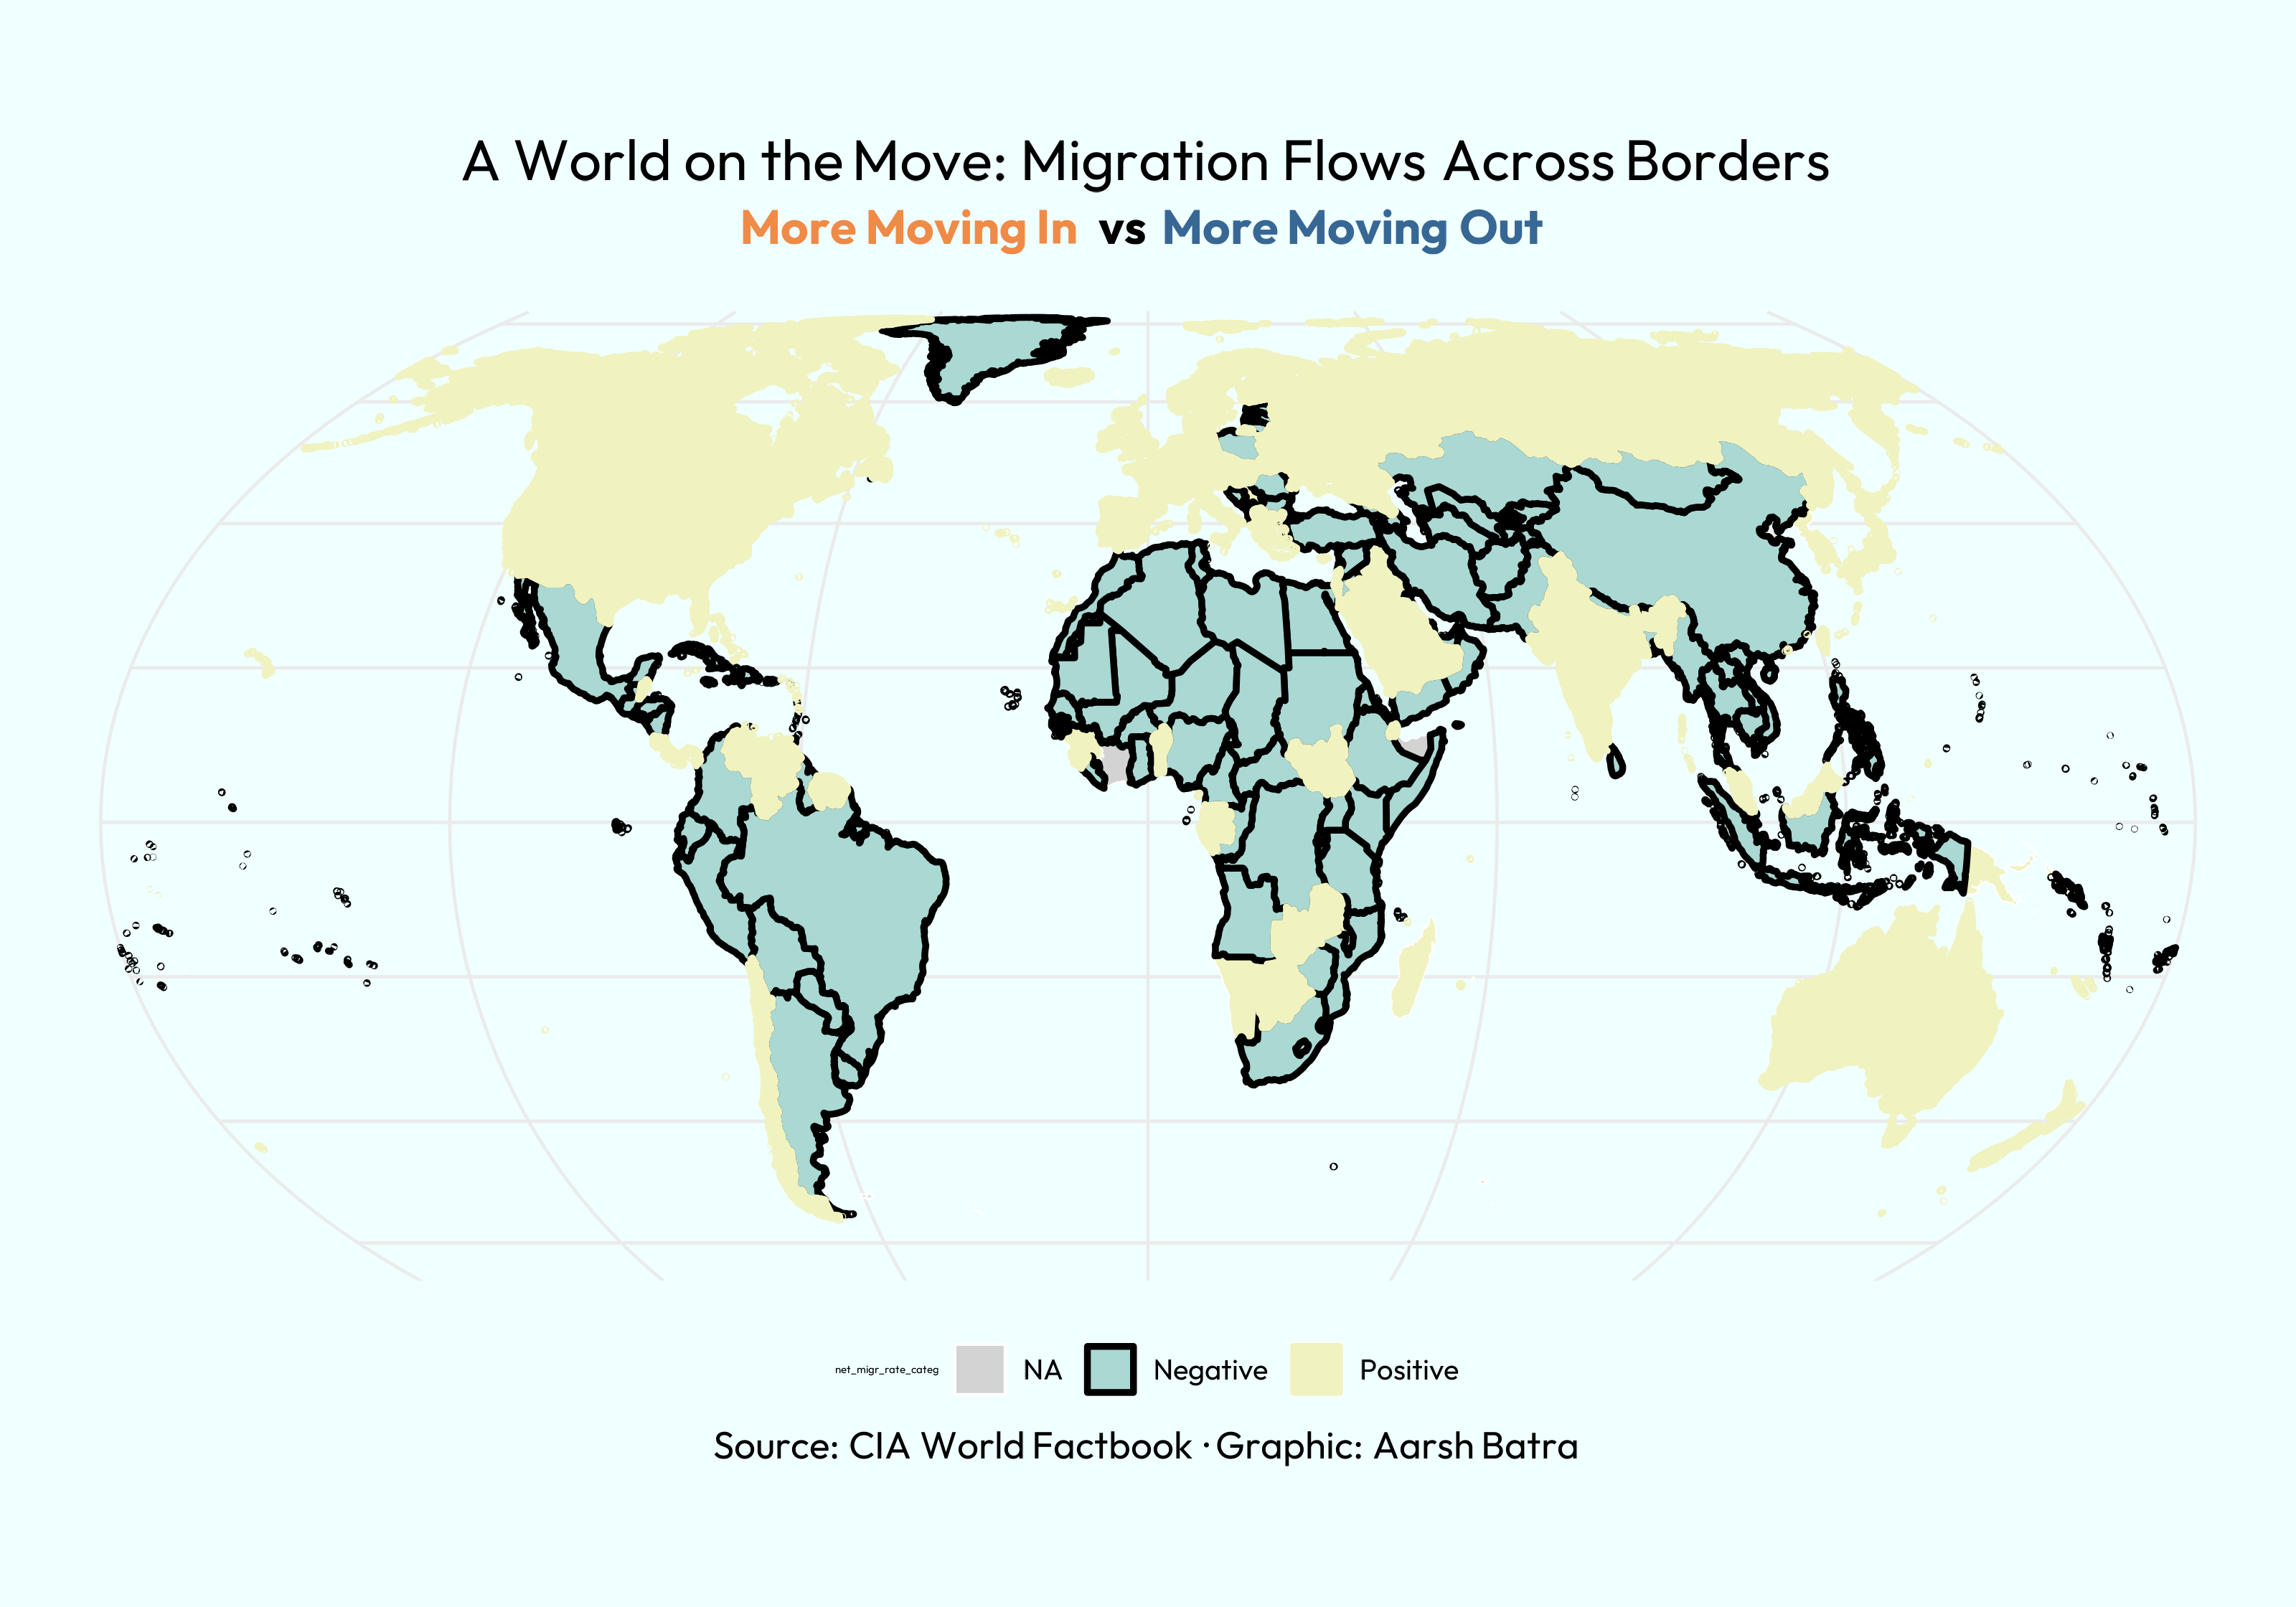 A World on the Move: Migration Flows Across Borders
More Moving In vs More Moving Out
net_migr_rate_categ NA Negative Positive
Source: CIA World Factbook · Graphic: Aarsh Batra